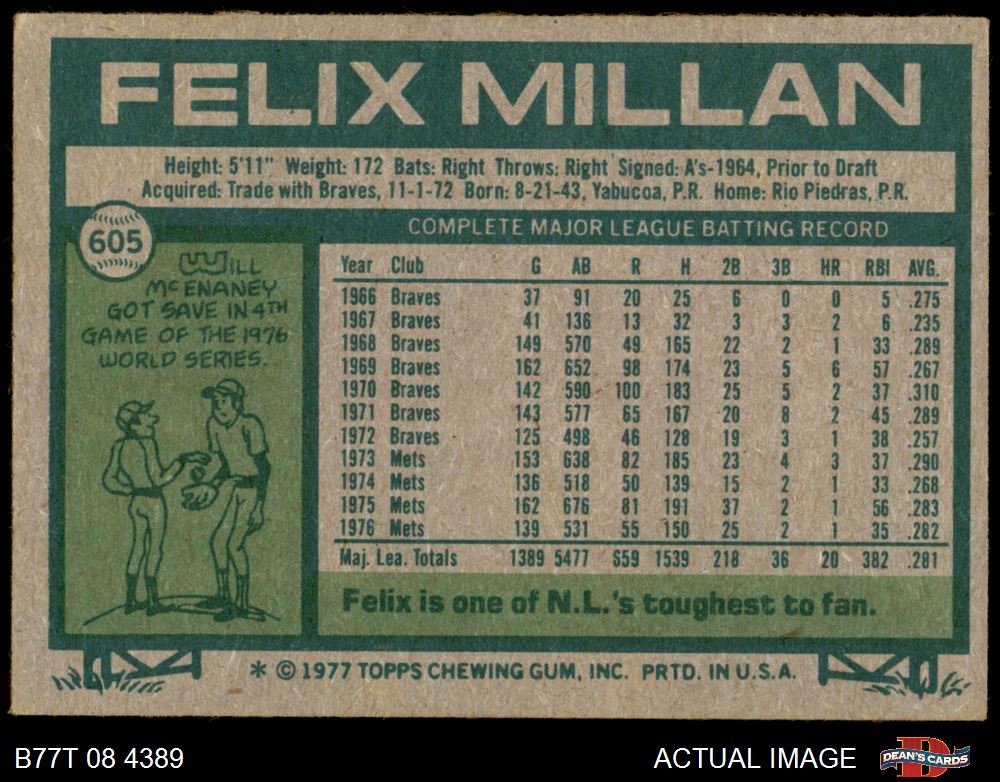 FELIX MILLAN
Height: 5'11" Weight: 172 Bats: Right Throws: Right Signed: A's-1964, Prior to Draft
Acquired: Trade with Braves, 11-1-72 Born: 8-21-43, Yabucoa, P.R. Home: Rio Piedras, P.R.
605
WILL
McENANEY
GOT SAVE IN 4TH
GAME OF THE 1976
WORLD SERIES.
COMPLETE MAJOR LEAGUE BATTING RECORD
Year Club G AB R H 2B 3B HR RBI AVG.
1966 Braves 37 91 20 25 6 0 0 5 .275
1967 Braves 41 136 13 32 3 3 2 6 .235
1968 Braves 149 570 49 165 22 2 1 33 .289
1969 Braves 162 652 98 174 23 5 6 57 .267
1970 Braves 142 590 100 183 25 5 2 37 .310
1971 Braves 143 577 65 167 20 8 2 45 .289
1972 Braves 125 498 46 128 19 3 1 38 .257
1973 Mets 153 638 82 185 23 4 3 37 .290
1974 Mets 136 518 50 139 15 2 1 33 .268
1975 Mets 162 676 81 191 37 2 1 56 .283
1976 Mets 139 531 55 150 25 2 1 35 .282
Maj. Lea. Totals 1389 5477 659 1539 218 36 20 382 .281
Felix is one of N.L.'s toughest to fan.
* © 1977 TOPPS CHEWING GUM, INC. PRTD. IN U.S.A.
B77T 08 4389
ACTUAL IMAGE
DEAN'S CARDS